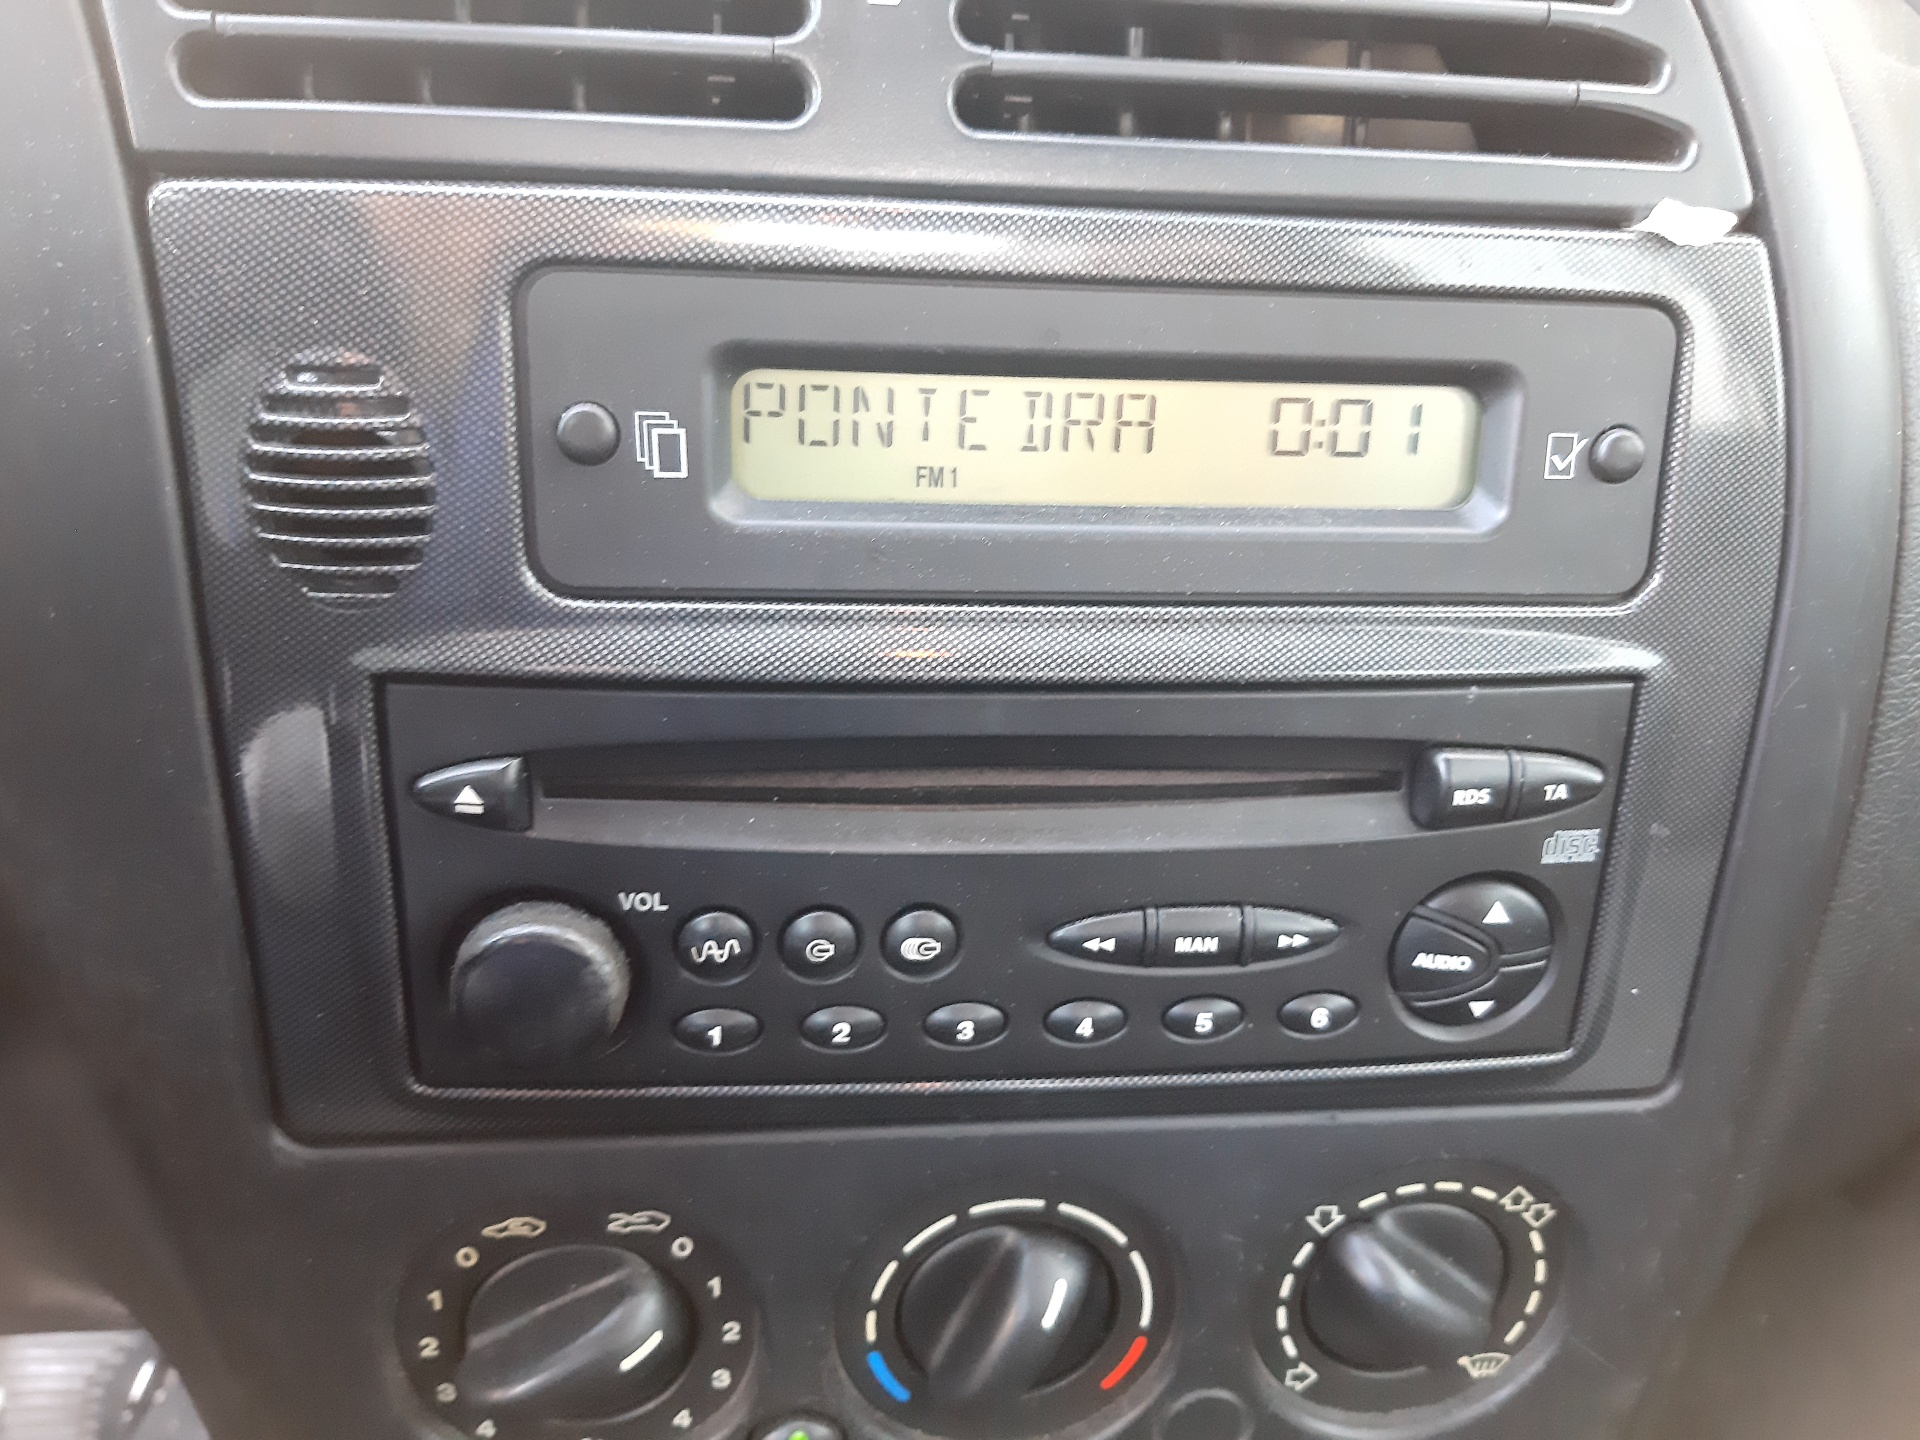 PONTEDRA 0:01
FM1
RDS TA
disc
VOL
MAN
AUDIO
1 2 3 4 5 6
0 0
1 1
2 2
3 3
4 4